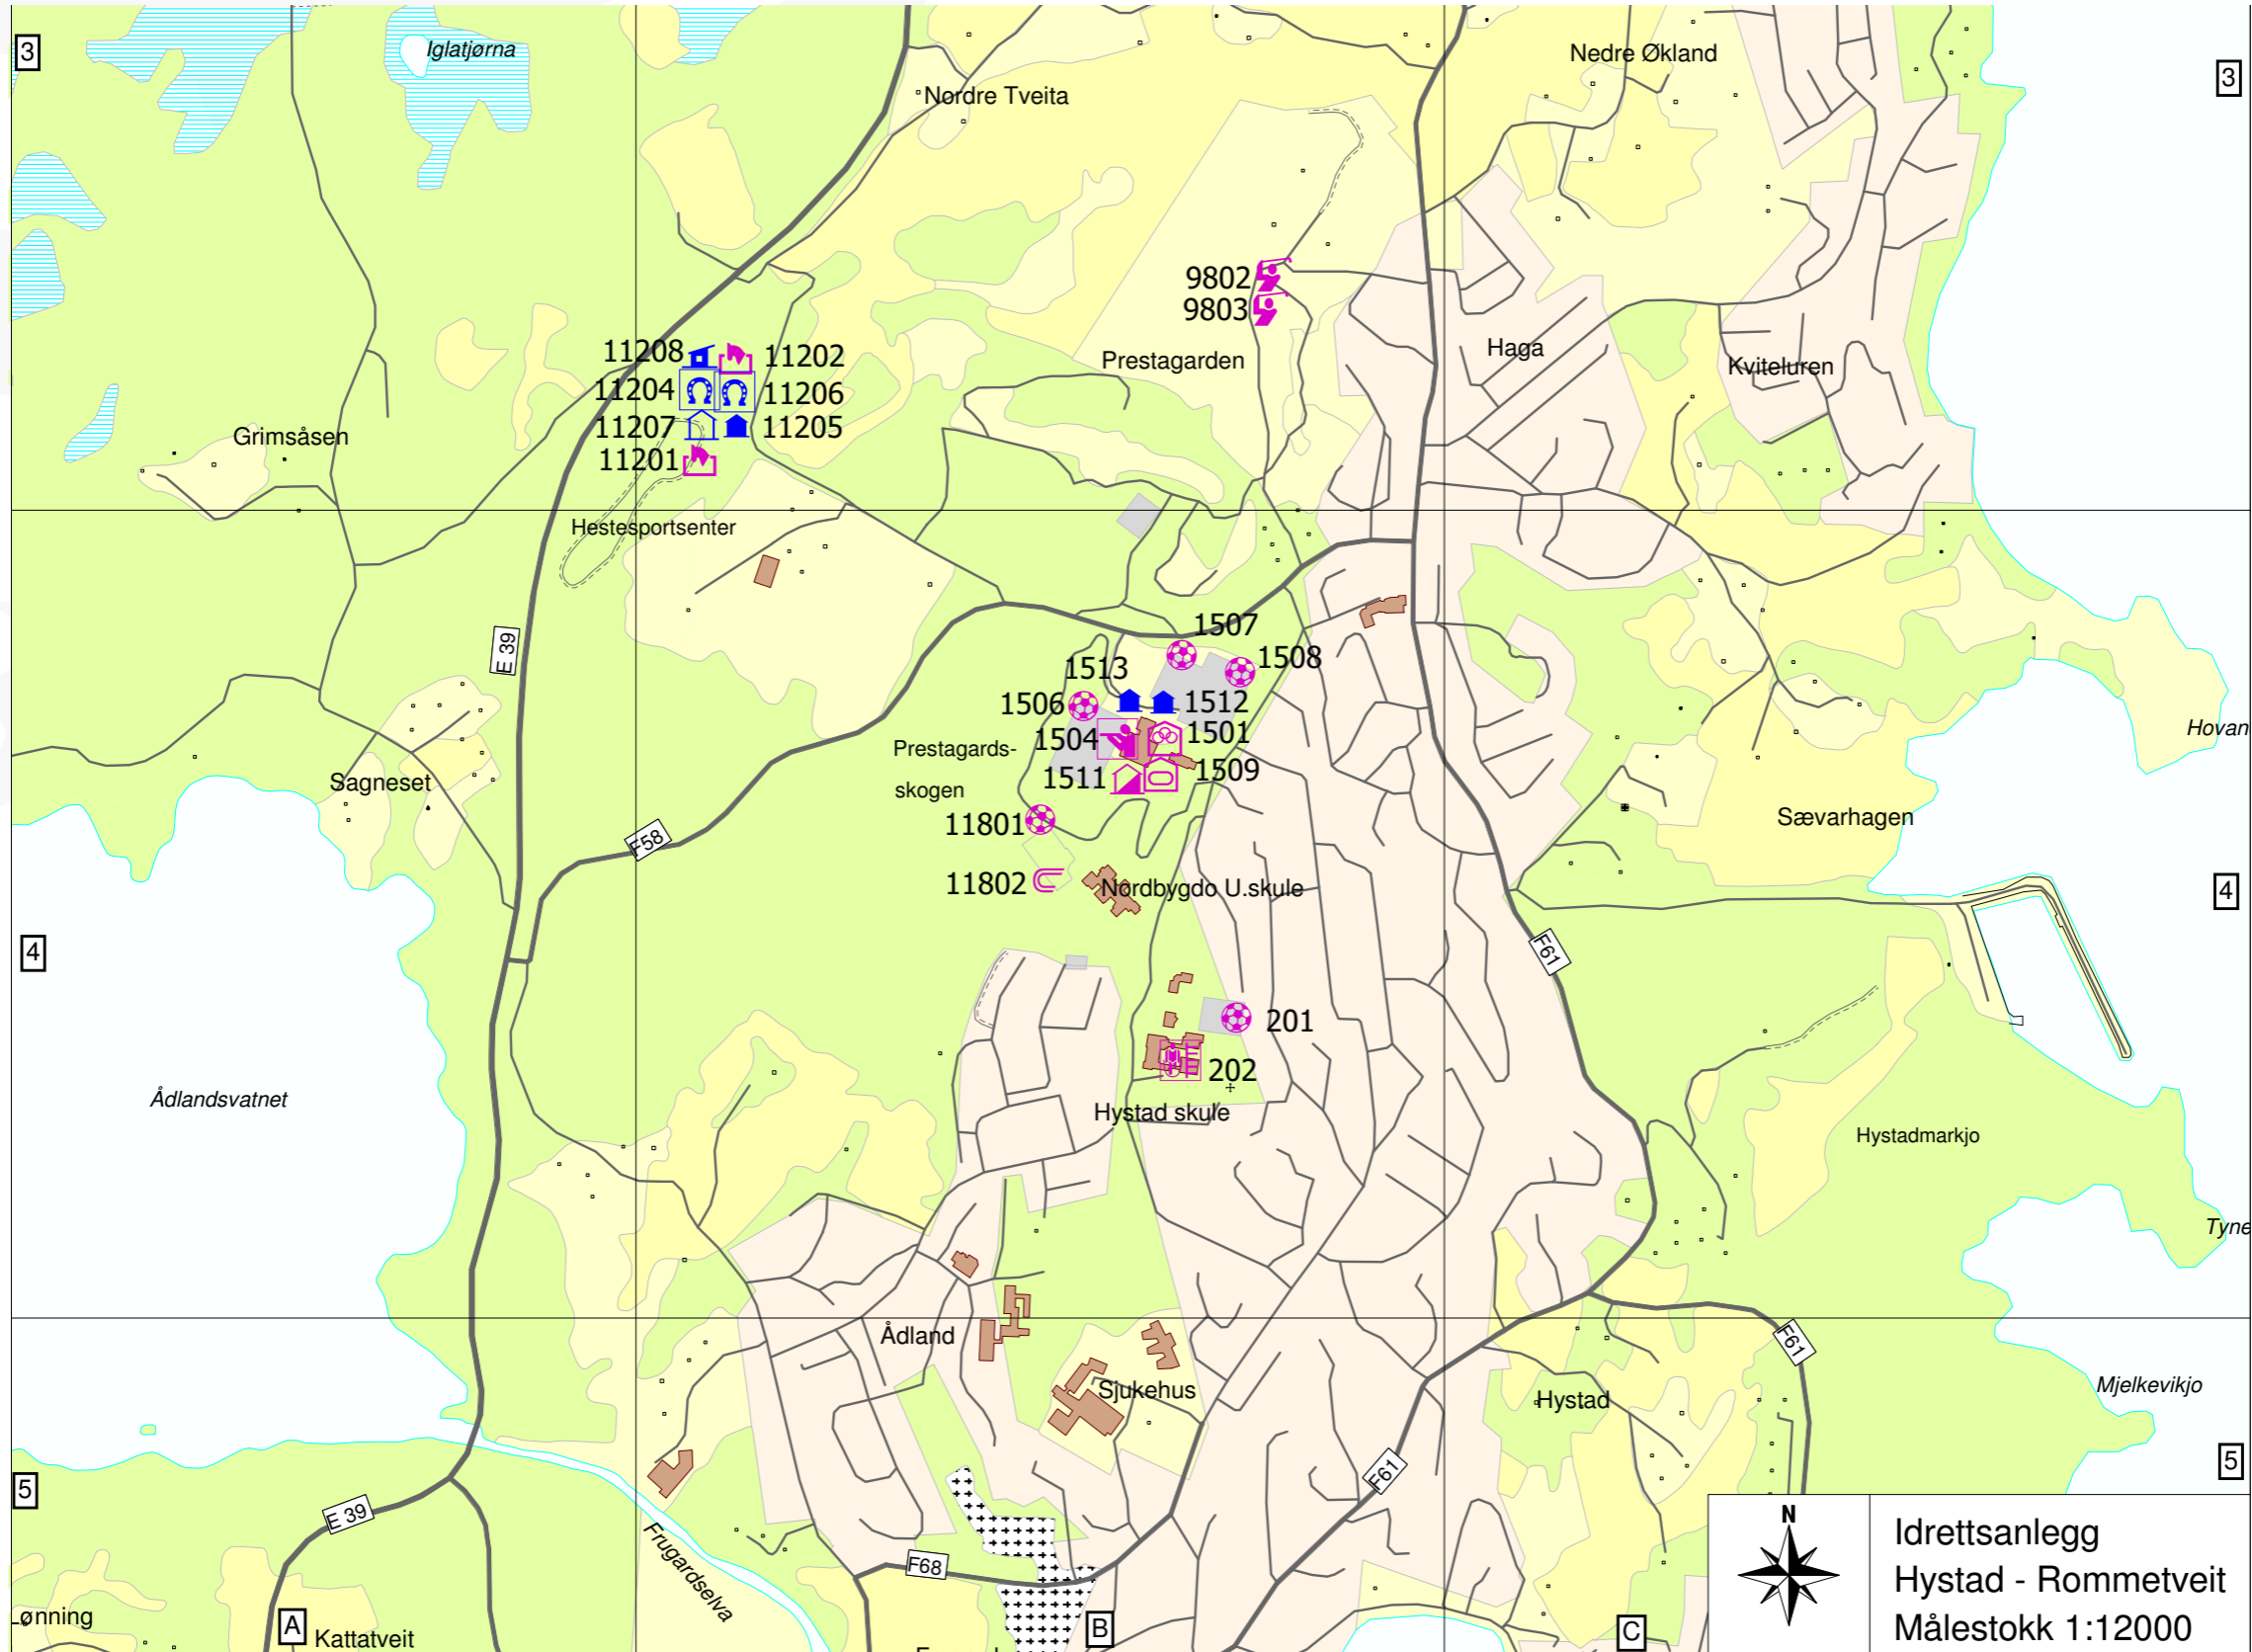 3
Iglatjørna
Nedre Økland
3
Nordre Tveita
9802
9803
11208
11202
Prestagarden
Haga
Kviteluren
11204
11206
11207
11205
Grimsåsen
11201
Hestesportsenter
E 39
1507
1513
1508
1506
1512
1504
1501
Prestagards-
skogen
1511
1509
Hovan
Sagneset
11801
Sævarhagen
F58
11802
Nordbygdo U.skule
4
4
F61
201
202
Ådlandsvatnet
Hystad skule
Hystadmarkjo
Tyne
Ådland
F61
Sjukehus
Hystad
Mjelkevikjo
F61
5
5
E 39
Frugardselva
F68
N
Idrettsanlegg
Hystad - Rommetveit
Målestokk 1:12000
Lønning
A
Kattatveit
B
C